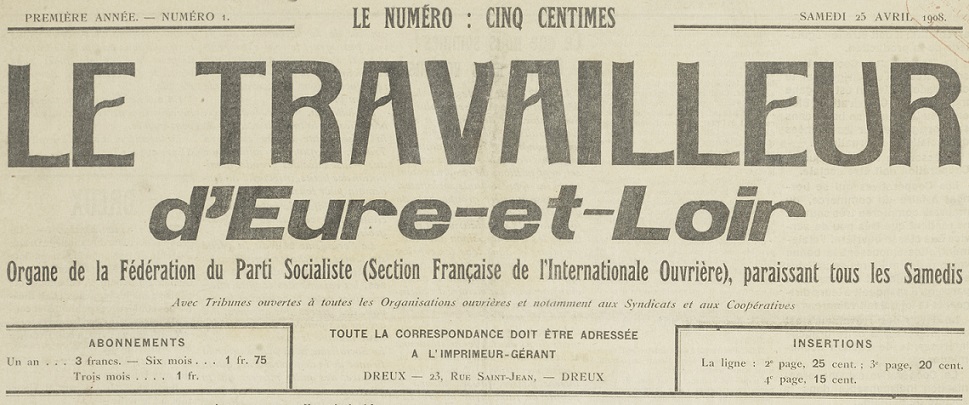 PREMIÈRE ANNÉE. — NUMÉRO 1.
LE NUMÉRO : CINQ CENTIMES
SAMEDI 25 AVRIL 1908.
LE TRAVAILLEUR
d'Eure-et-Loir
Organe de la Fédération du Parti Socialiste (Section Française de l'Internationale Ouvrière), paraissant tous les Samedis
Avec Tribunes ouvertes à toutes les Organisations ouvrières et notamment aux Syndicats et aux Coopératives
ABONNEMENTS
Un an . . . 3 francs. — Six mois . . . 1 fr. 75
Trois mois . . . . 1 fr.
TOUTE LA CORRESPONDANCE DOIT ÊTRE ADRESSÉE
A L'IMPRIMEUR-GÉRANT
DREUX — 23, RUE SAINT-JEAN, — DREUX
INSERTIONS
La ligne : 2e page, 25 cent. ; 3e page, 20 cent.
4e page, 15 cent.